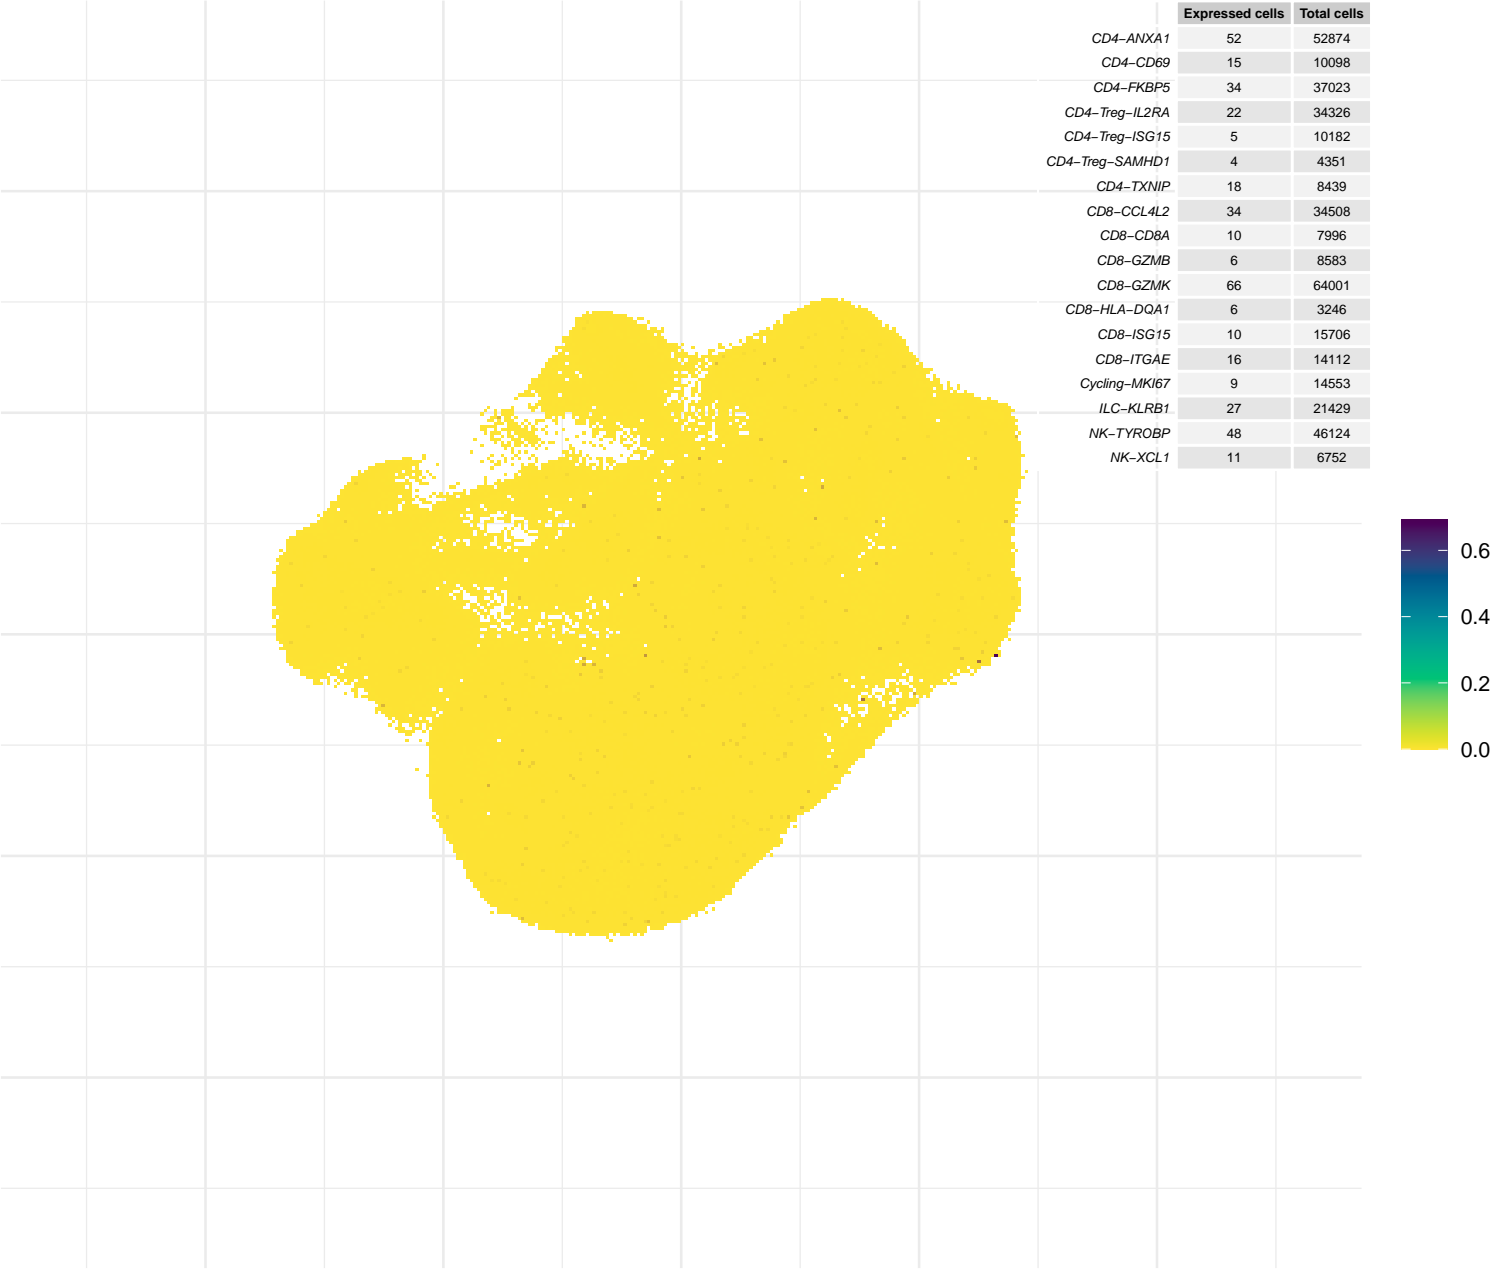 Expressed cells Total cells
CD4−ANXA1 52 52874
CD4−CD69 15 10098
CD4−FKBP5 34 37023
CD4−Treg−IL2RA 22 34326
CD4−Treg−ISG15 5 10182
CD4−Treg−SAMHD1 4 4351
CD4−TXNIP 18 8439
CD8−CCL4L2 34 34508
CD8−CD8A 10 7996
CD8−GZMB 6 8583
CD8−GZMK 66 64001
CD8−HLA−DQA1 6 3246
CD8−ISG15 10 15706
CD8−ITGAE 16 14112
Cycling−MKI67 9 14553
ILC−KLRB1 27 21429
NK−TYROBP 48 46124
NK−XCL1 11 6752
0.6
0.4
0.2
0.0